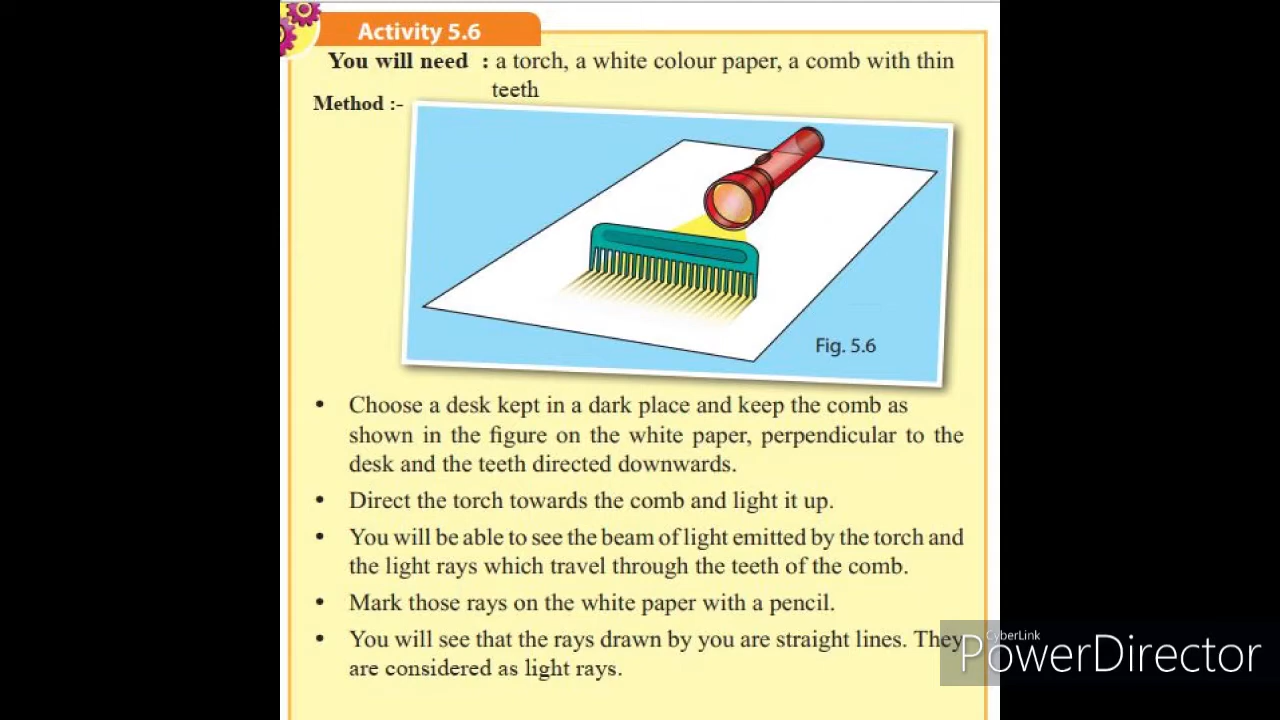 Activity 5.6
You will need : a torch, a white colour paper, a comb with thin
teeth
Method :-
Fig. 5.6
• Choose a desk kept in a dark place and keep the comb as
shown in the figure on the white paper, perpendicular to the
desk and the teeth directed downwards.
• Direct the torch towards the comb and light it up.
• You will be able to see the beam of light emitted by the torch and
the light rays which travel through the teeth of the comb.
• Mark those rays on the white paper with a pencil.
• You will see that the rays drawn by you are straight lines. They
are considered as light rays.
CyberLink
PowerDirector